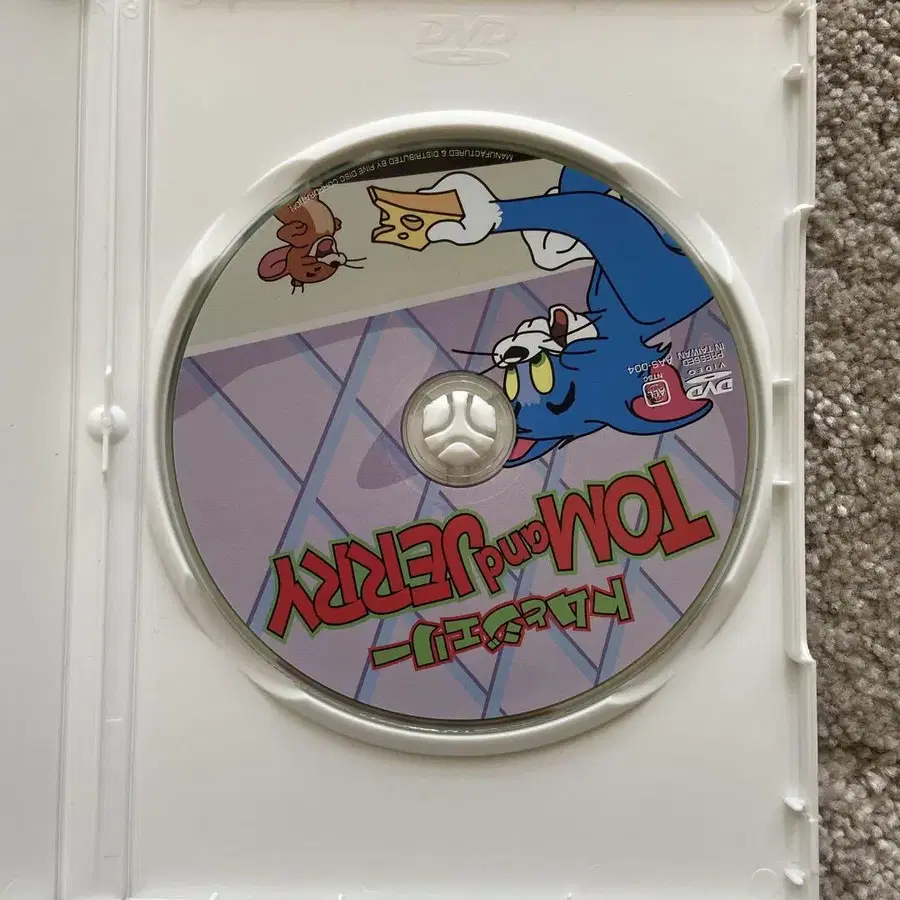 トムとジェリー
TOM and JERRY
DVD
VIDEO
PRESSED
IN TAIWAN
AAS-004
NTSC
ALL
MANUFACTURED & DISTRIBUTED BY PINE DISC CORPORATION
DVD